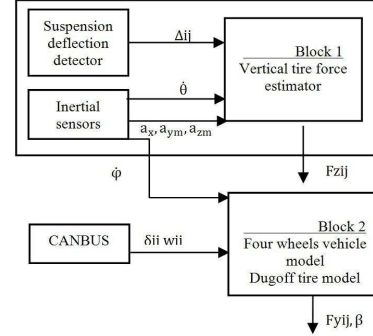 Suspension
deflection
detector
Δij
Block 1
Vertical tire force
estimator
θ̇
Inertial
sensors
aₓ, aym, azm
φ̇
Fzij
CANBUS
δii wii
Block 2
Four wheels vehicle
model
Dugoff tire model
Fyij, β